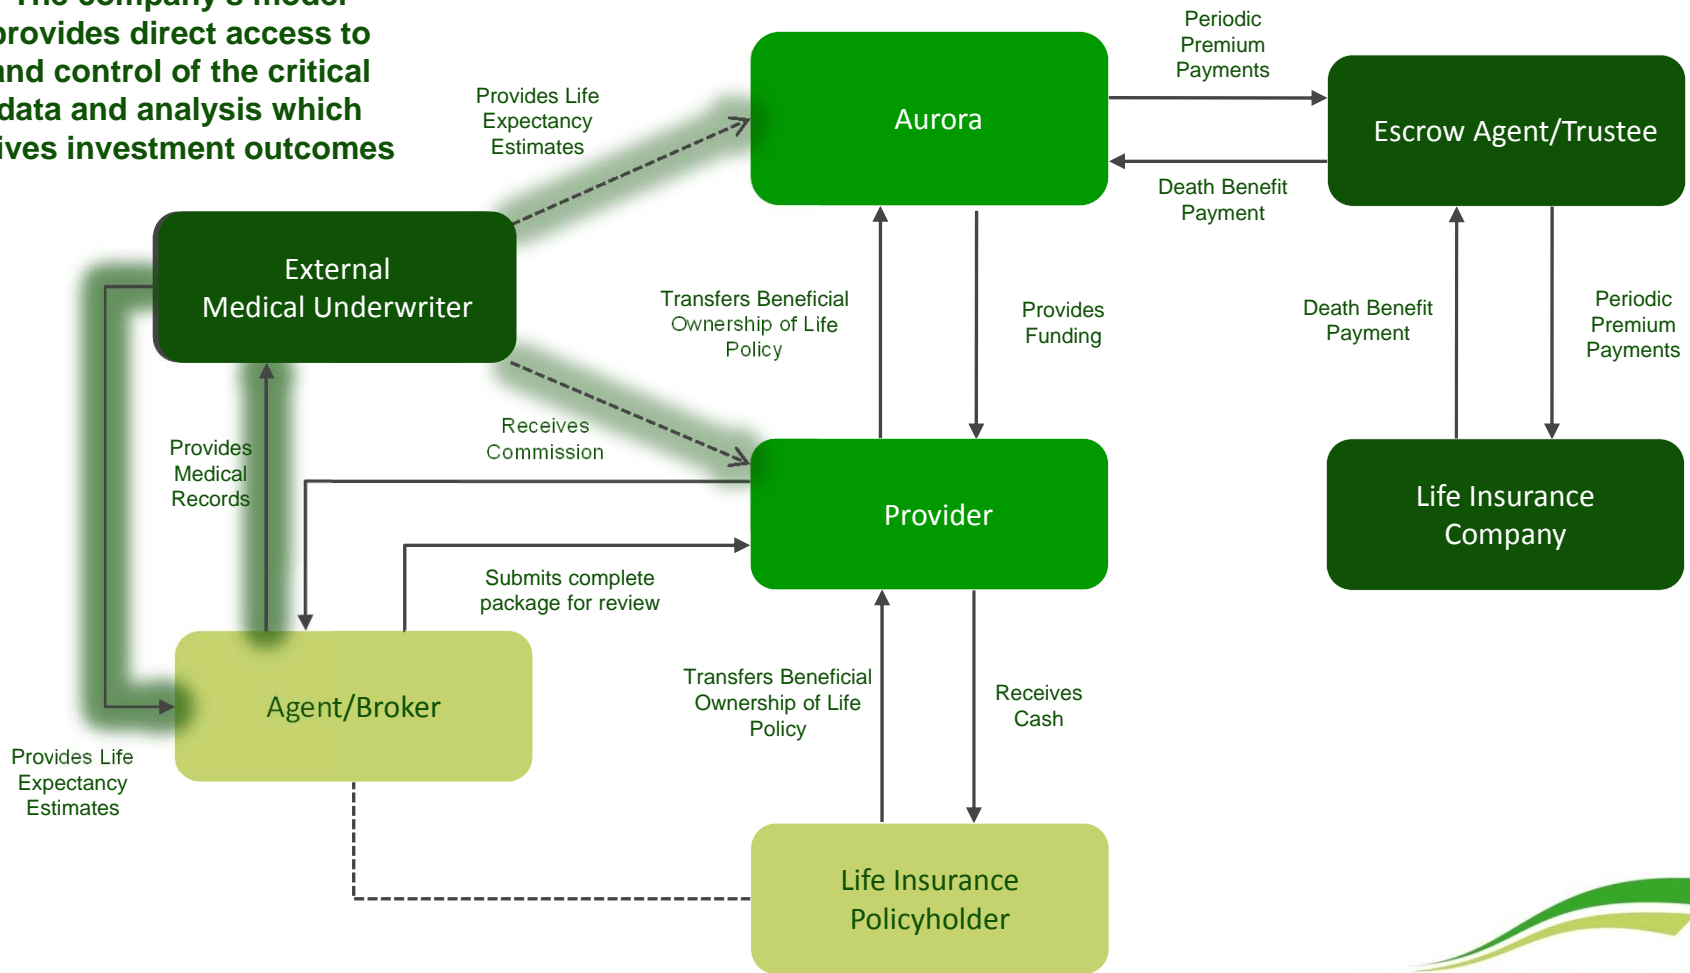 The company's model
provides direct access to
and control of the critical
data and analysis which
ives investment outcomes
Provides Life
Expectancy
Estimates
Aurora
Periodic
Premium
Payments
Escrow Agent/Trustee
Death Benefit
Payment
External
Medical Underwriter
Transfers Beneficial
Ownership of Life
Policy
Provides
Funding
Death Benefit
Payment
Periodic
Premium
Payments
Receives
Commission
Provides
Medical
Records
Provider
Life Insurance
Company
Submits complete
package for review
Agent/Broker
Transfers Beneficial
Ownership of Life
Policy
Receives
Cash
Provides Life
Expectancy
Estimates
Life Insurance
Policyholder